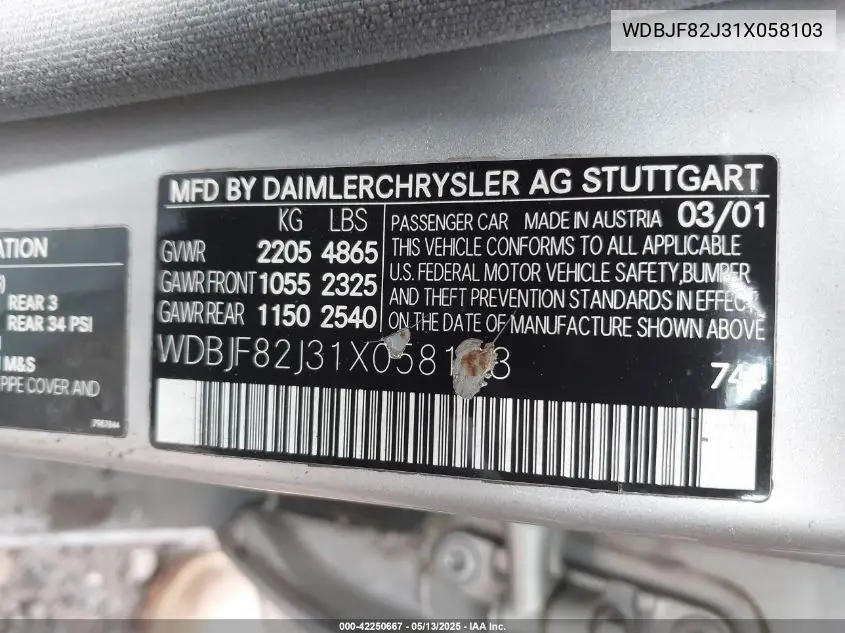 WDBJF82J31X058103
MFD BY DAIMLERCHRYSLER AG STUTTGART
KG LBS
GVWR 2205 4865
GAWR FRONT 1055 2325
GAWR REAR 1150 2540
PASSENGER CAR MADE IN AUSTRIA 03/01
THIS VEHICLE CONFORMS TO ALL APPLICABLE
U.S. FEDERAL MOTOR VEHICLE SAFETY,BUMPER
AND THEFT PREVENTION STANDARDS IN EFFECT
ON THE DATE OF MANUFACTURE SHOWN ABOVE
REAR 3
REAR 34 PSI
M&S
PIPE COVER AND
000-42250667 - 05/13/2025 - IAA Inc.